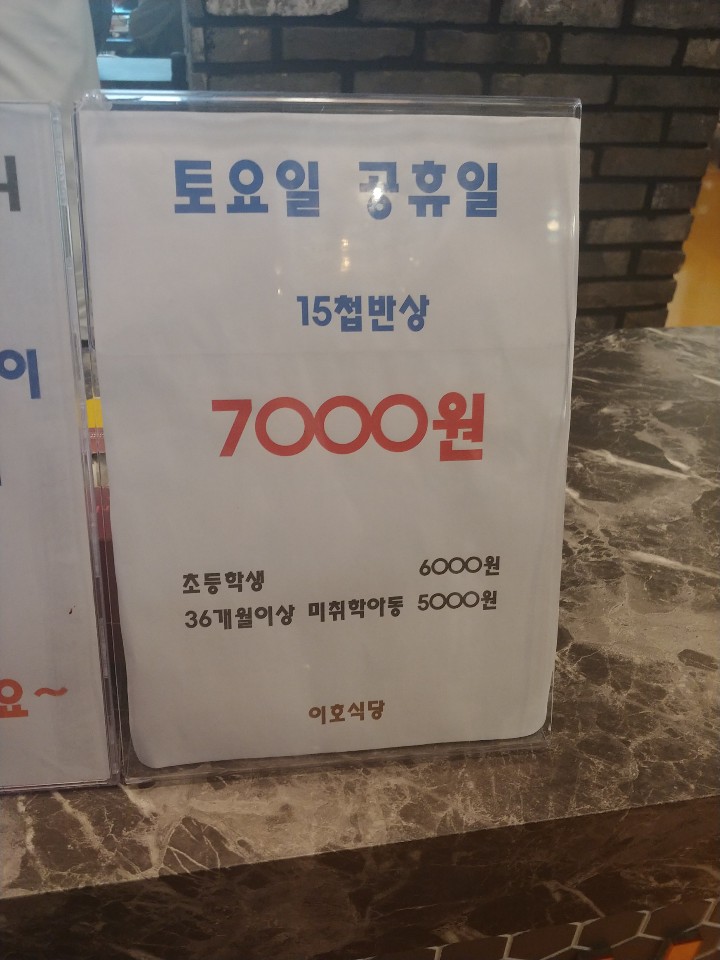 토요일 공휴일
15첩반상
7000원
초등학생 6000원
36개월이상 미취학아동 5000원
이호식당
이
요~